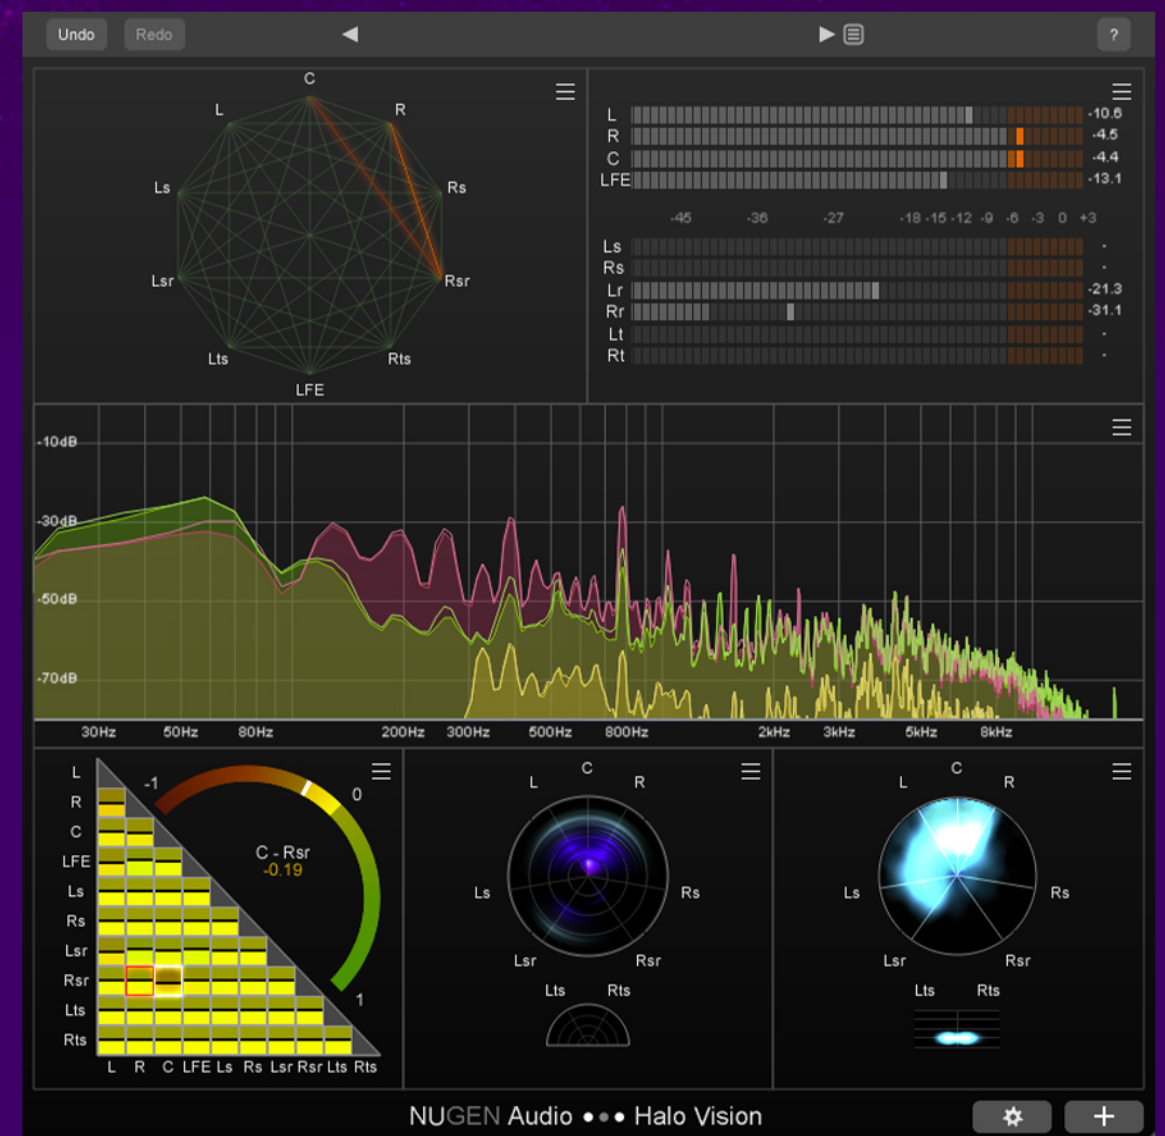 Undo Redo ?
C
L R
Ls Rs
Lsr Rsr
Lts Rts
LFE
L -10.6
R -4.5
C -4.4
LFE -13.1
-45 -36 -27 -18 -15 -12 -9 -6 -3 0 +3
Ls -
Rs -
Lr -21.3
Rr -31.1
Lt -
Rt -
-10dB
-30dB
-50dB
-70dB
30Hz 50Hz 80Hz 200Hz 300Hz 500Hz 800Hz 2kHz 3kHz 5kHz 8kHz
L
R
C
LFE
Ls
Rs
Lsr
Rsr
Lts
Rts
L R C LFE Ls Rs Lsr Rsr Lts Rts
-1 0
C - Rsr
-0.19
1
C
L R
Ls Rs
Lsr Rsr
Lts Rts
C
L R
Ls Rs
Lsr Rsr
Lts Rts
NUGEN Audio Halo Vision